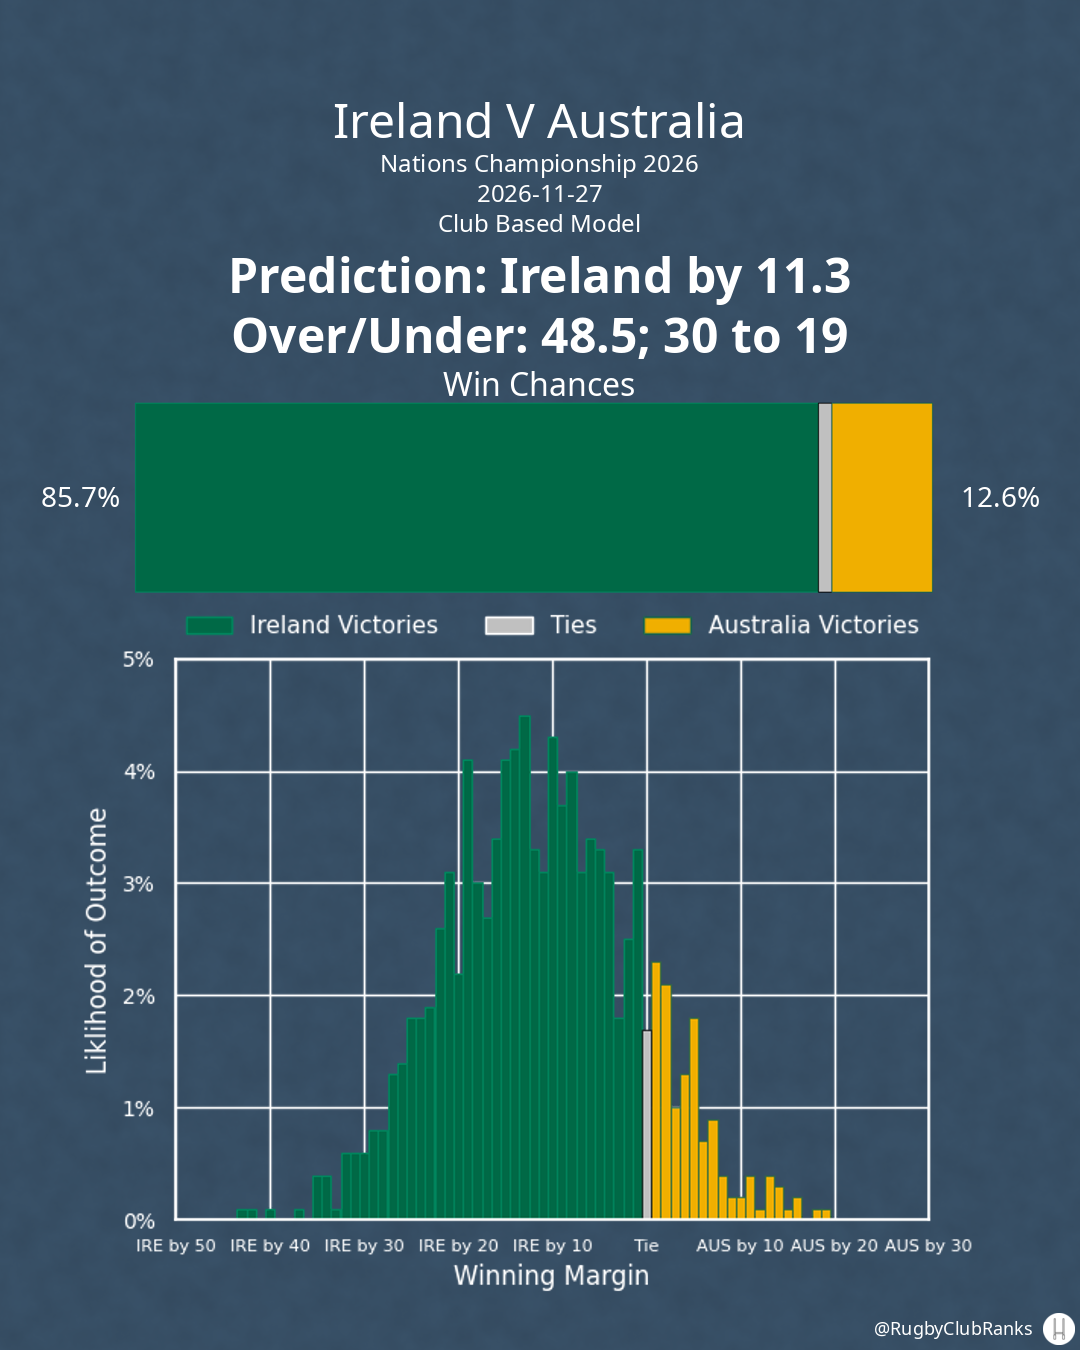 Ireland V Australia
Nations Championship 2026
2026-11-27
Club Based Model
Prediction: Ireland by 11.3
Over/Under: 48.5; 30 to 19
Win Chances
85.7%
12.6%
Ireland Victories Ties Australia Victories
5%
4%
3%
2%
1%
0%
Liklihood of Outcome
IRE by 50 IRE by 40 IRE by 30 IRE by 20 IRE by 10 Tie AUS by 10 AUS by 20 AUS by 30
Winning Margin
@RugbyClubRanks